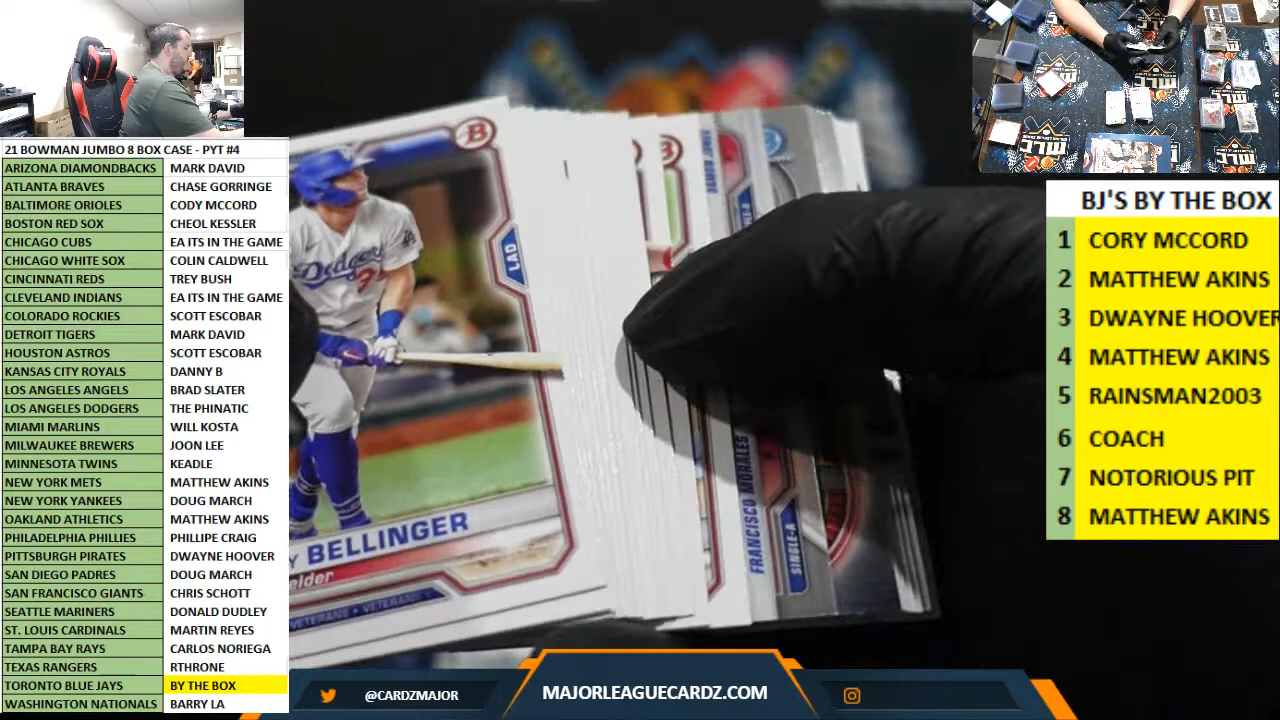 21 BOWMAN JUMBO 8 BOX CASE - PYT #4
ARIZONA DIAMONDBACKS MARK DAVID
ATLANTA BRAVES CHASE GORRINGE
BALTIMORE ORIOLES CODY MCCORD
BOSTON RED SOX CHEOL KESSLER
CHICAGO CUBS EA ITS IN THE GAME
CHICAGO WHITE SOX COLIN CALDWELL
CINCINNATI REDS TREY BUSH
CLEVELAND INDIANS EA ITS IN THE GAME
COLORADO ROCKIES SCOTT ESCOBAR
DETROIT TIGERS MARK DAVID
HOUSTON ASTROS SCOTT ESCOBAR
KANSAS CITY ROYALS DANNY B
LOS ANGELES ANGELS BRAD SLATER
LOS ANGELES DODGERS THE PHINATIC
MIAMI MARLINS WILL KOSTA
MILWAUKEE BREWERS JOON LEE
MINNESOTA TWINS KEADLE
NEW YORK METS MATTHEW AKINS
NEW YORK YANKEES DOUG MARCH
OAKLAND ATHLETICS MATTHEW AKINS
PHILADELPHIA PHILLIES PHILLIPE CRAIG
PITTSBURGH PIRATES DWAYNE HOOVER
SAN DIEGO PADRES DOUG MARCH
SAN FRANCISCO GIANTS CHRIS SCHOTT
SEATTLE MARINERS DONALD DUDLEY
ST. LOUIS CARDINALS MARTIN REYES
TAMPA BAY RAYS CARLOS NORIEGA
TEXAS RANGERS RTHRONE
TORONTO BLUE JAYS BY THE BOX
WASHINGTON NATIONALS BARRY LA
B
LAD
Dodgers
BELLINGER
elder
VETERANS • VETERAN
FRANCISCO MORALES
SINGLE-A
BJ'S BY THE BOX
1 CORY MCCORD
2 MATTHEW AKINS
3 DWAYNE HOOVER
4 MATTHEW AKINS
5 RAINSMAN2003
6 COACH
7 NOTORIOUS PIT
8 MATTHEW AKINS
@CARDZMAJOR
MAJORLEAGUECARDZ.COM